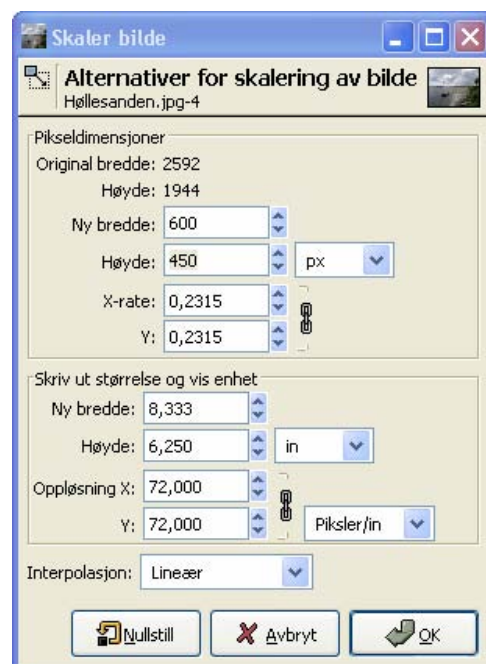 Skaler bilde
Alternativer for skalering av bilde
Høllesanden.jpg-4
Pikseldimensjoner
Original bredde: 2592
Høyde: 1944
Ny bredde: 600
Høyde: 450 px
X-rate: 0,2315
Y: 0,2315
Skriv ut størrelse og vis enhet
Ny bredde: 8,333
Høyde: 6,250 in
Oppløsning X: 72,000
Y: 72,000 Piksler/in
Interpolasjon: Lineær
Nullstill Avbryt OK